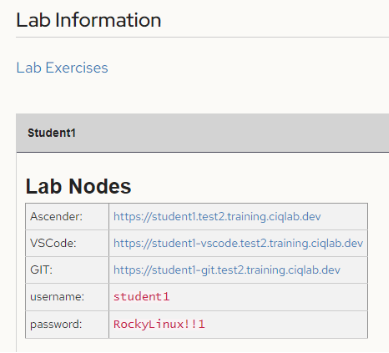 Lab Information
Lab Exercises
Student1
Lab Nodes
Ascender: https://student1.test2.training.ciqlab.dev
VSCode: https://student1-vscode.test2.training.ciqlab.dev
GIT: https://student1-git.test2.training.ciqlab.dev
username: student1
password: RockyLinux!!1